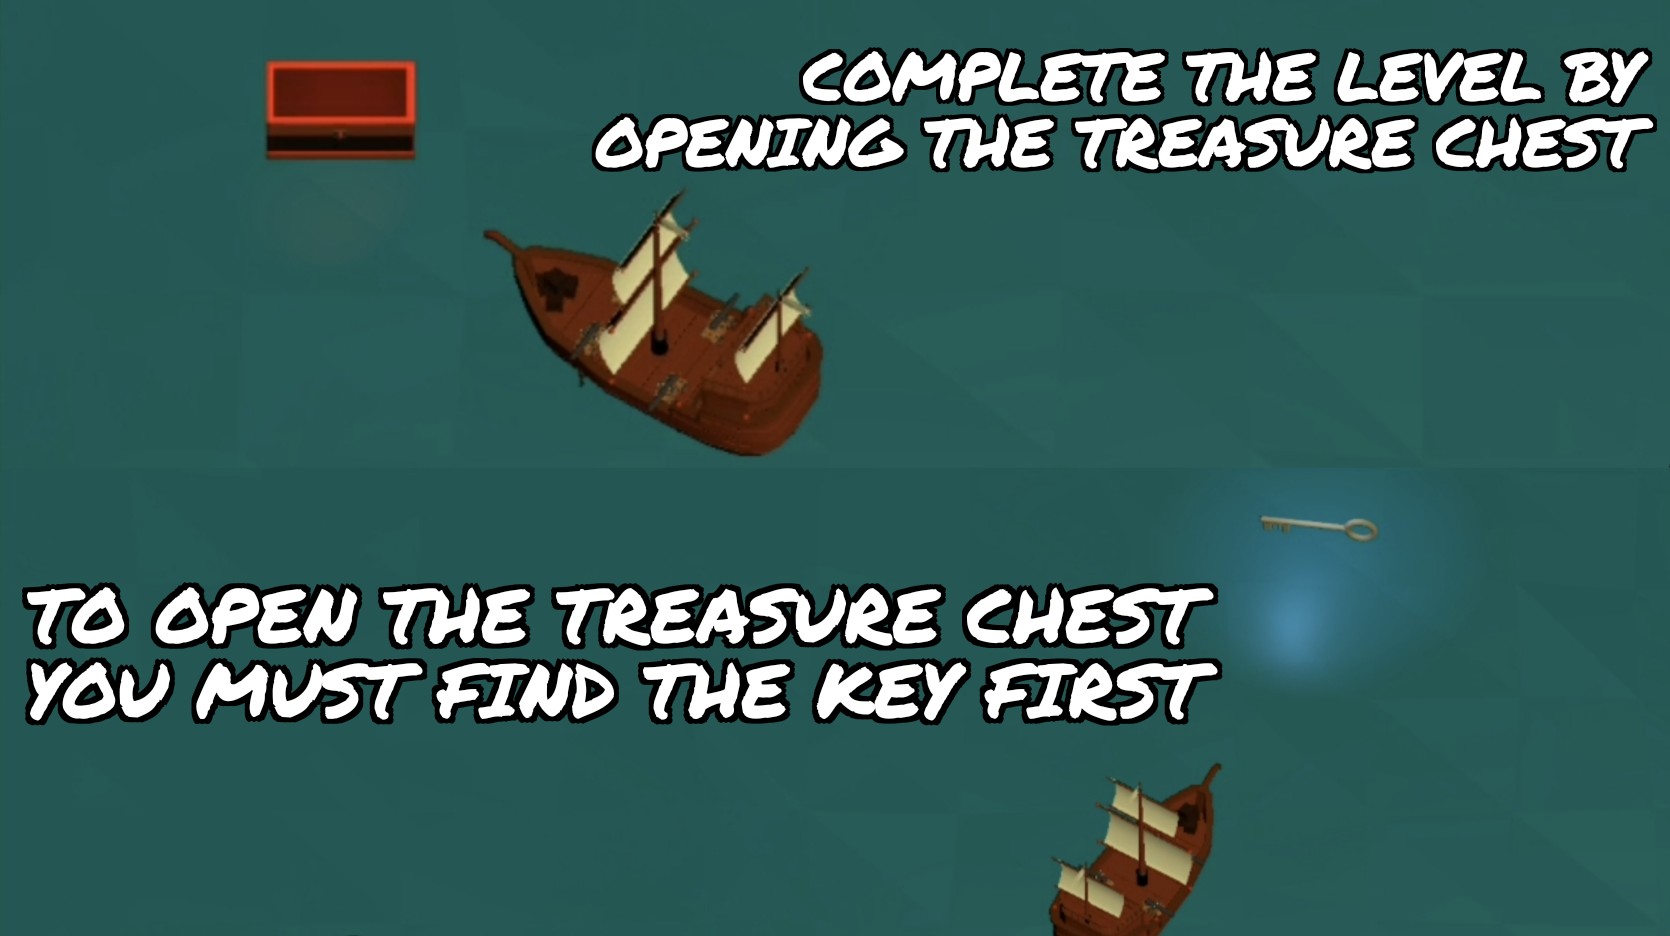 COMPLETE THE LEVEL BY
OPENING THE TREASURE CHEST
TO OPEN THE TREASURE CHEST
YOU MUST FIND THE KEY FIRST